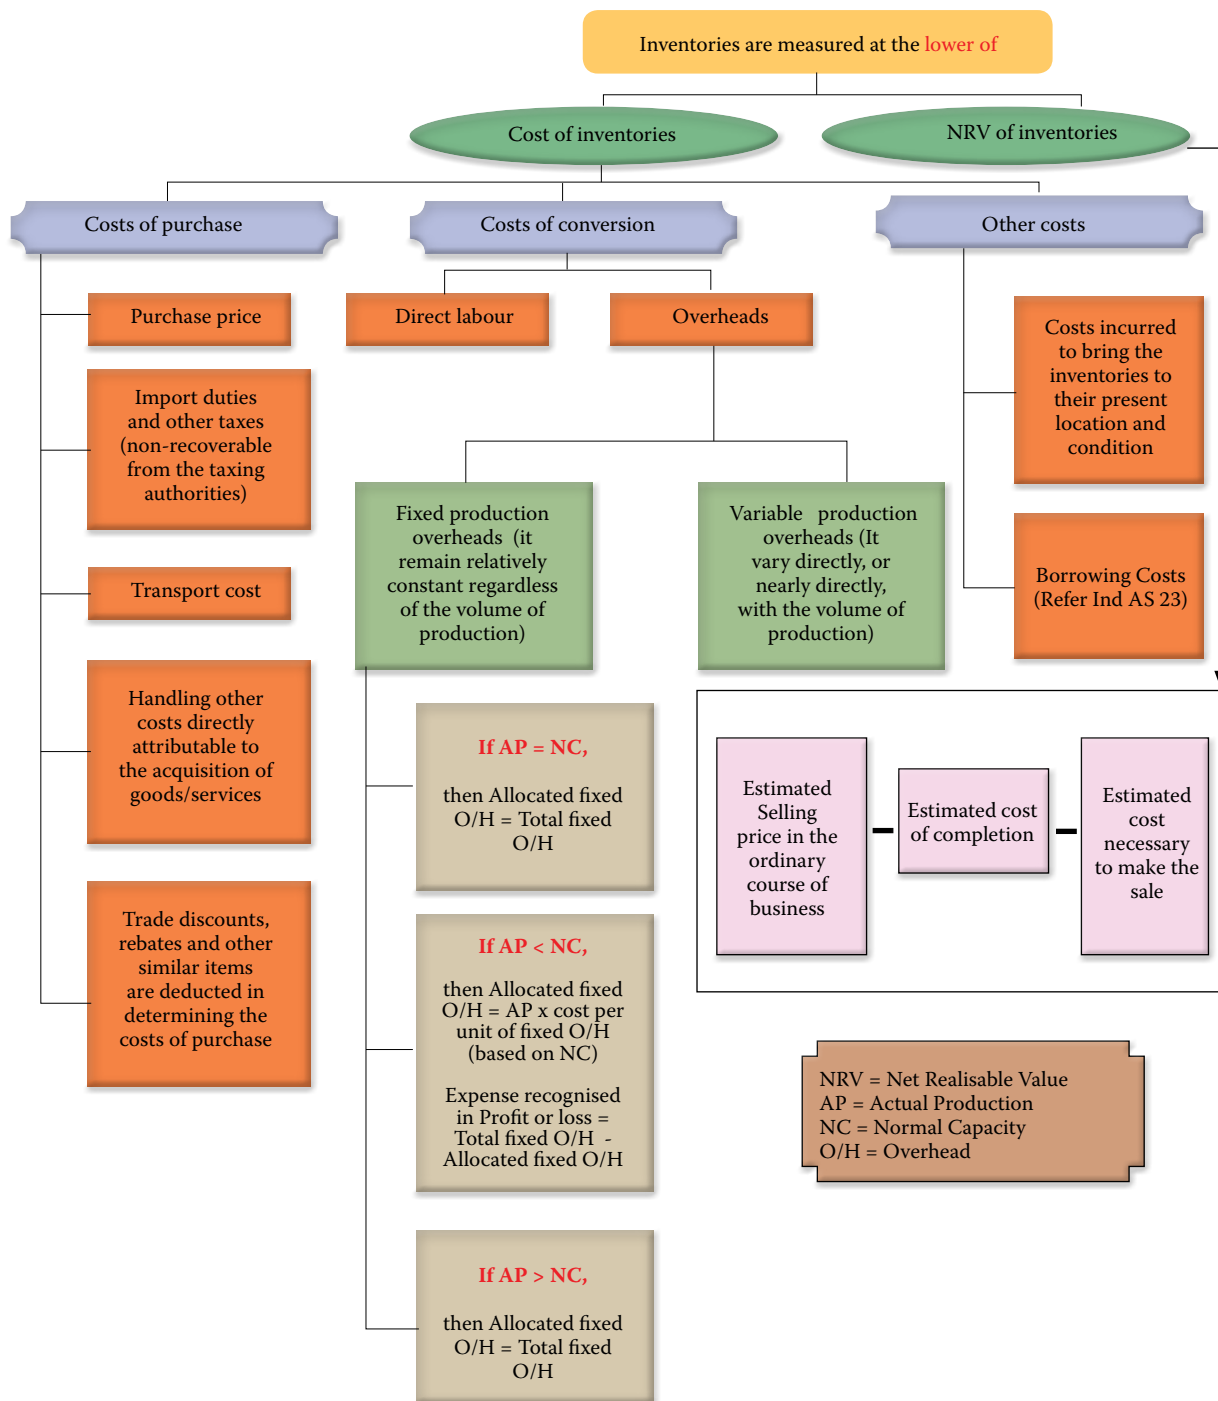 Inventories are measured at the lower of
Cost of inventories
NRV of inventories
Costs of purchase
Costs of conversion
Other costs
Purchase price
Import duties
and other taxes
(non-recoverable
from the taxing
authorities)
Transport cost
Handling other
costs directly
attributable to
the acquisition of
goods/services
Trade discounts,
rebates and other
similar items
are deducted in
determining the
costs of purchase
Direct labour
Overheads
Fixed production
overheads (it
remain relatively
constant regardless
of the volume of
production)
Variable production
overheads (It
vary directly, or
nearly directly,
with the volume of
production)
If AP = NC,
then Allocated fixed
O/H = Total fixed
O/H
If AP < NC,
then Allocated fixed
O/H = AP x cost per
unit of fixed O/H
(based on NC)
Expense recognised
in Profit or loss =
Total fixed O/H -
Allocated fixed O/H
If AP > NC,
then Allocated fixed
O/H = Total fixed
O/H
Costs incurred
to bring the
inventories to
their present
location and
condition
Borrowing Costs
(Refer Ind AS 23)
Estimated
Selling
price in the
ordinary
course of
business
Estimated cost
of completion
Estimated
cost
necessary
to make the
sale
NRV = Net Realisable Value
AP = Actual Production
NC = Normal Capacity
O/H = Overhead